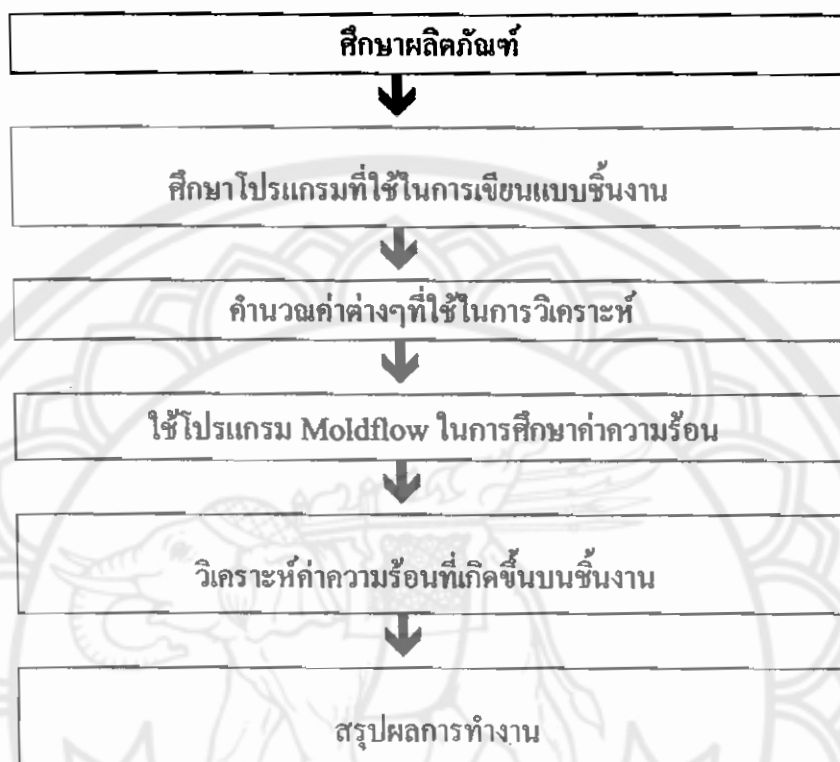 ศึกษาผลิตภัณฑ์
ศึกษาโปรแกรมที่ใช้ในการเขียนแบบชิ้นงาน
คำนวณค่าต่างๆที่ใช้ในการวิเคราะห์
ใช้โปรแกรม Moldflow ในการศึกษาค่าความร้อน
วิเคราะห์ค่าความร้อนที่เกิดขึ้นบนชิ้นงาน
สรุปผลการทำงาน